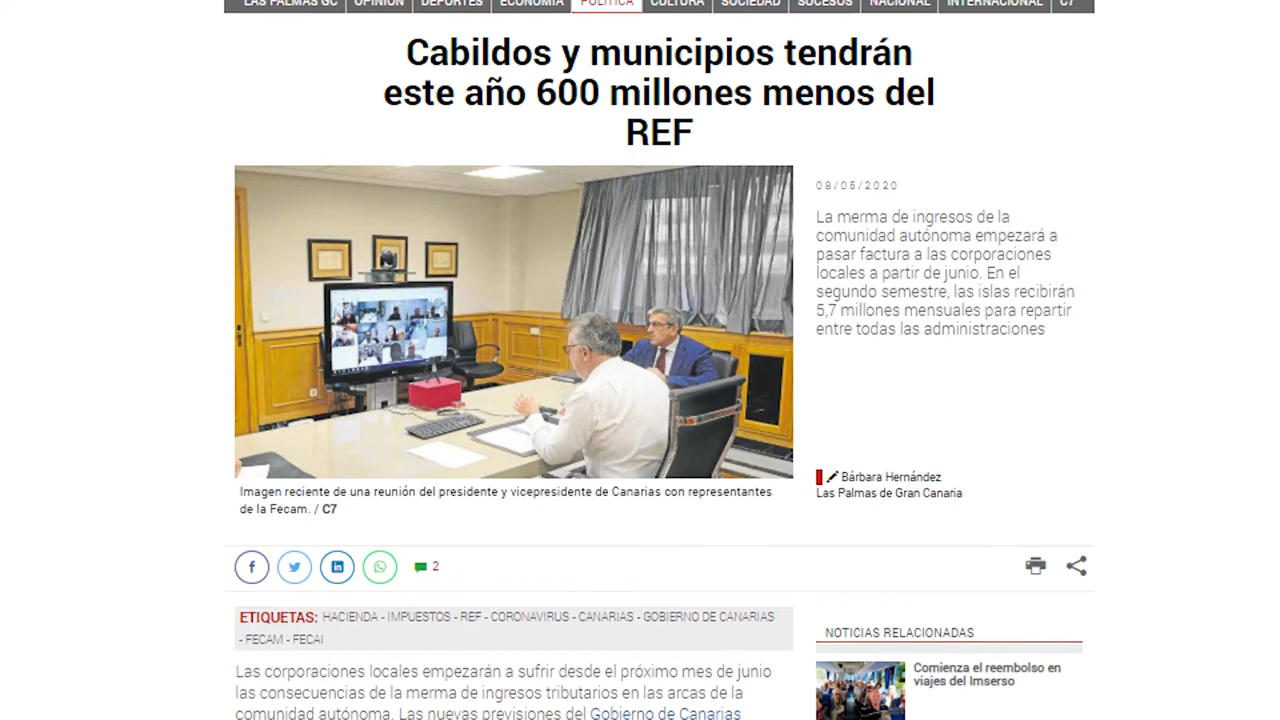 LAS PALMAS GC OPINIÓN DEPORTES ECONOMÍA POLÍTICA CULTURA SOCIEDAD SUCESOS NACIONAL INTERNACIONAL C7
Cabildos y municipios tendrán
este año 600 millones menos del
REF
08/05/2020
La merma de ingresos de la
comunidad autónoma empezará a
pasar factura a las corporaciones
locales a partir de junio. En el
segundo semestre, las islas recibirán
5,7 millones mensuales para repartir
entre todas las administraciones
Bárbara Hernández
Las Palmas de Gran Canaria
Imagen reciente de una reunión del presidente y vicepresidente de Canarias con representantes
de la Fecam. / C7
2
ETIQUETAS: HACIENDA - IMPUESTOS - REF - CORONAVIRUS - CANARIAS - GOBIERNO DE CANARIAS
- FECAM - FECAI
Las corporaciones locales empezarán a sufrir desde el próximo mes de junio
las consecuencias de la merma de ingresos tributarios en las arcas de la
comunidad autónoma. Las nuevas previsiones del Gobierno de Canarias
NOTICIAS RELACIONADAS
Comienza el reembolso en
viajes del Imserso